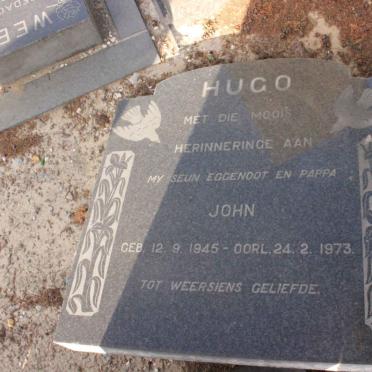 HUGO
MET DIE MOOIS
HERINNERINGE AAN
MY SEUN EGGENOOT EN PAPPA
JOHN
GEB. 12. 9. 1945 - OORL. 24. 2. 1973.
TOT WEERSIENS GELIEFDE.